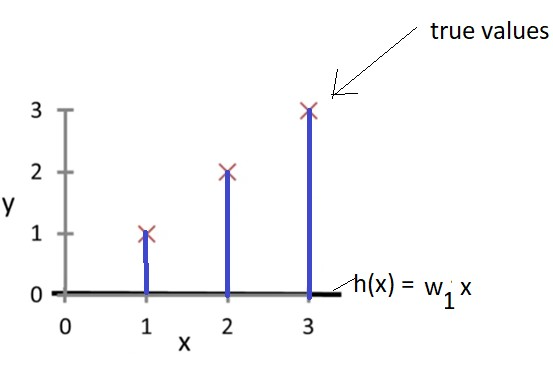 true values
3
2
y
1
0
h(x) = w1 x
0 1 2 3
x